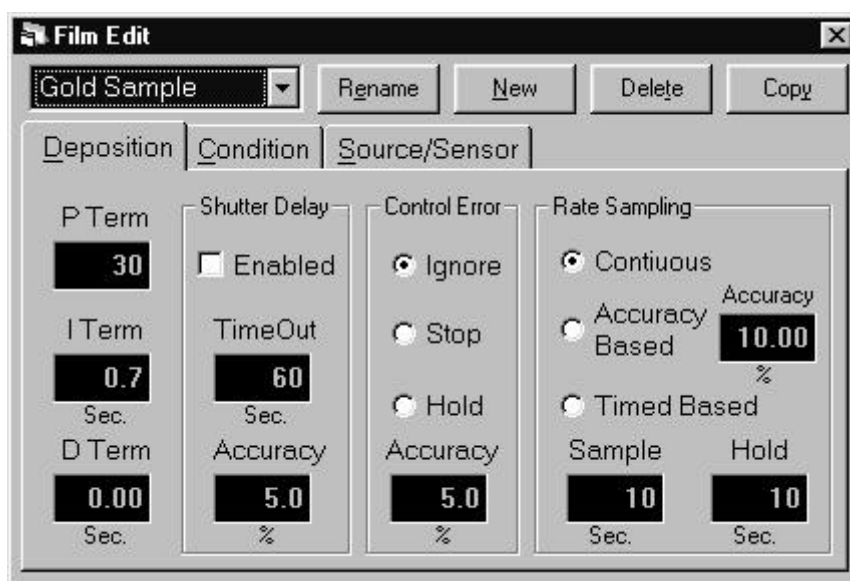 Film Edit
Gold Sample
Rename
New
Delete
Copy
Deposition
Condition
Source/Sensor
P Term
30
I Term
0.7
Sec.
D Term
0.00
Sec.
Shutter Delay
Enabled
TimeOut
60
Sec.
Accuracy
5.0
%
Control Error
Ignore
Stop
Hold
Accuracy
5.0
%
Rate Sampling
Contiuous
Accuracy
Based
Accuracy
10.00
%
Timed Based
Sample
10
Sec.
Hold
10
Sec.